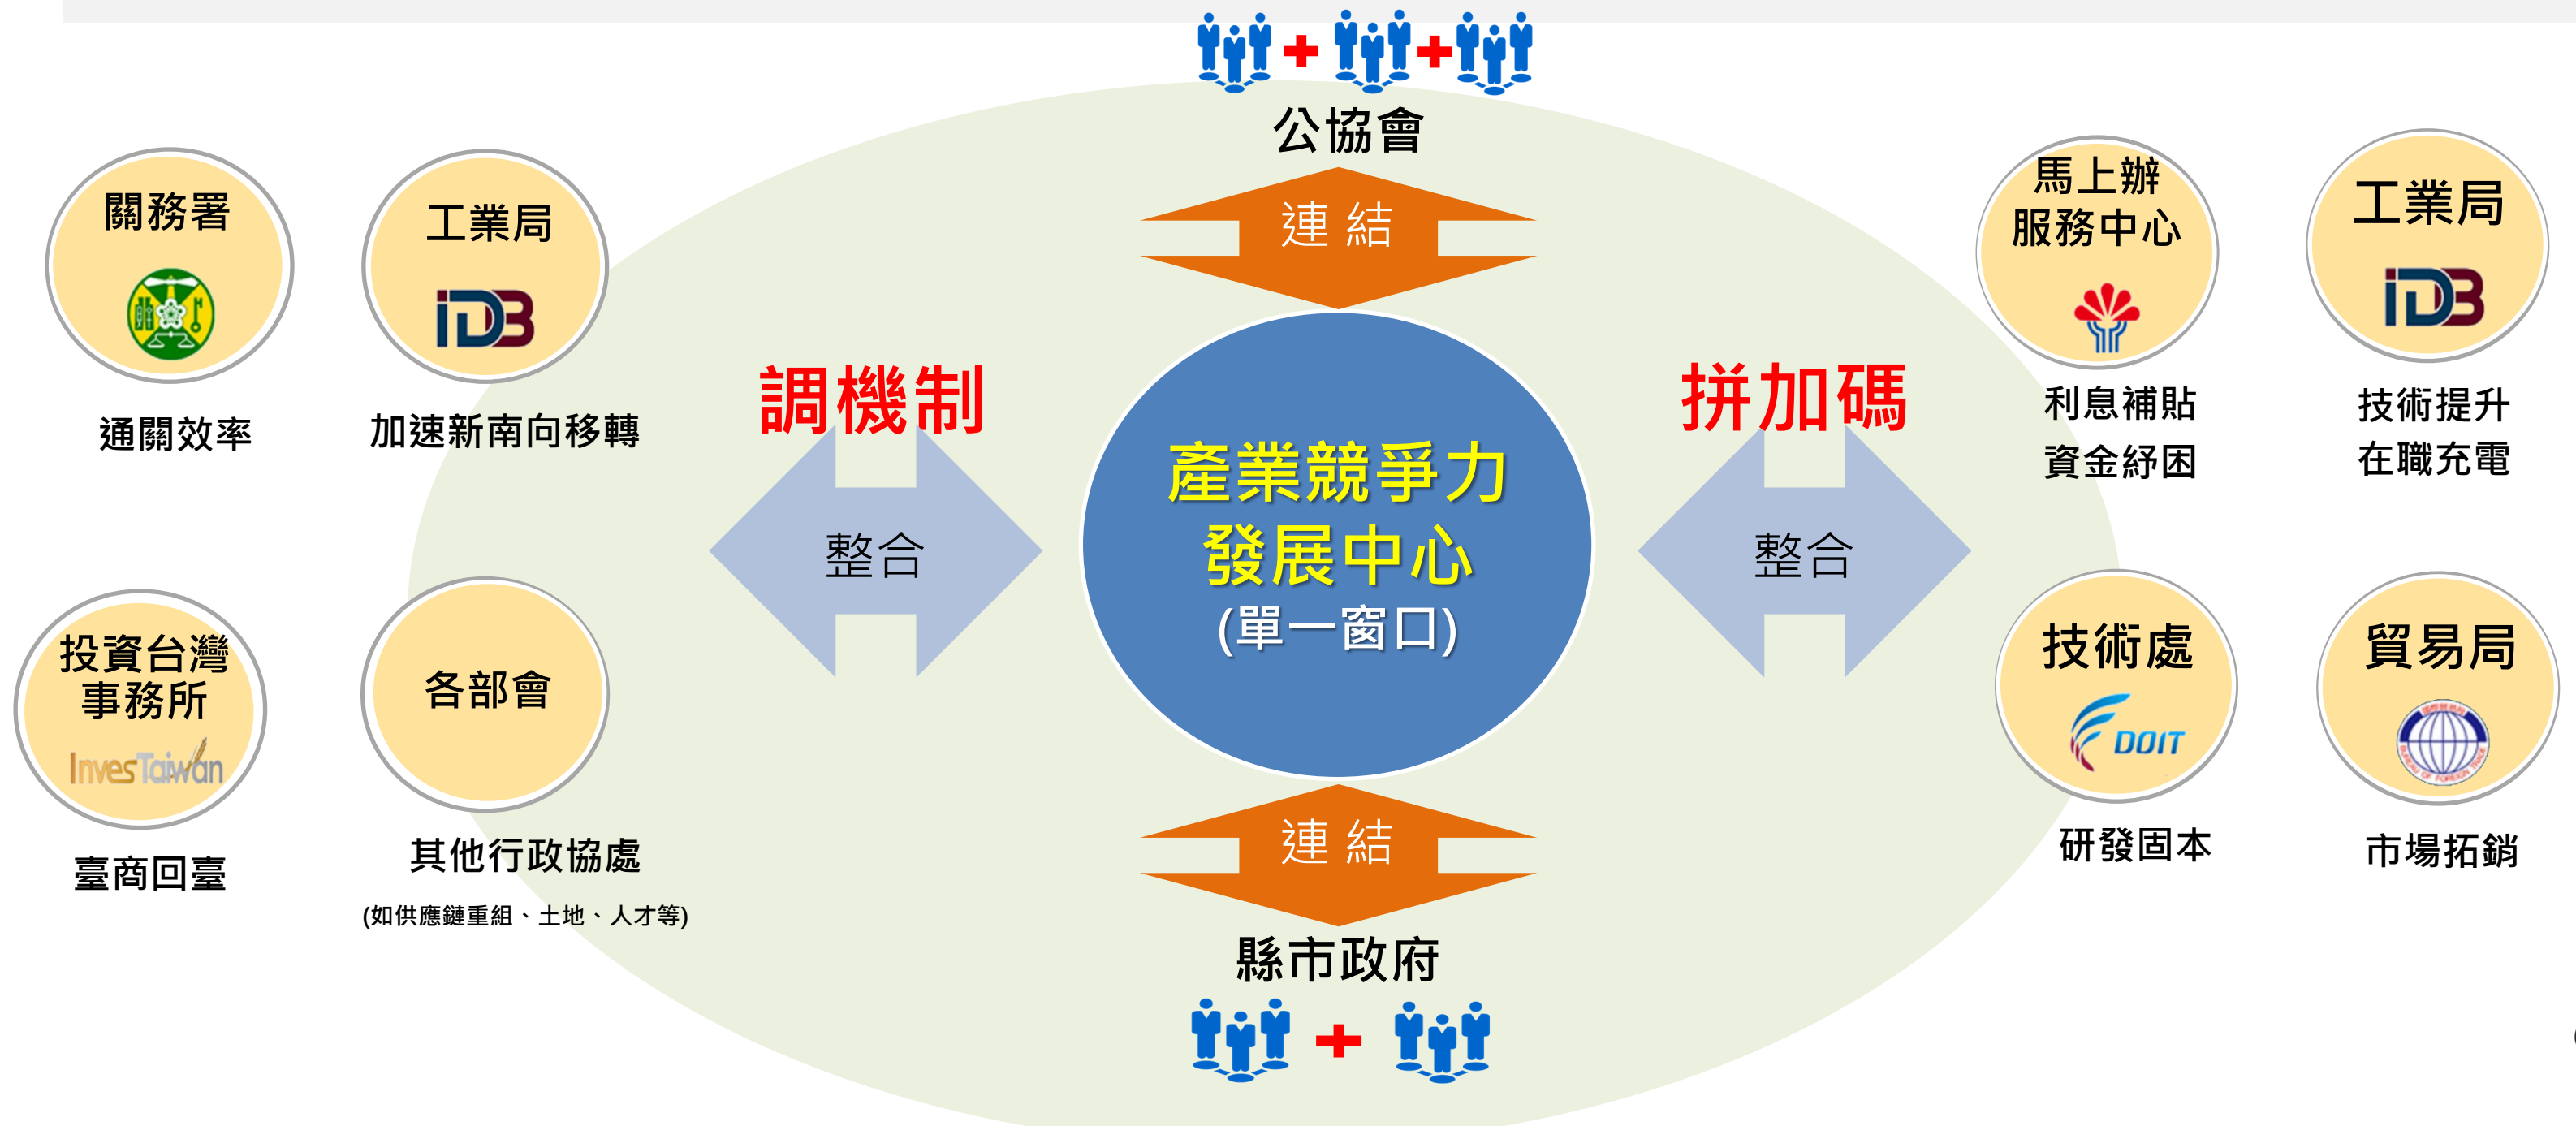 公協會
連 結
關務署
通關效率
工業局
iDB
加速新南向移轉
投資台灣
事務所
InvesTaiwan
臺商回臺
各部會
其他行政協處
(如供應鏈重組、土地、人才等)
調機制
整合
產業競爭力
發展中心
(單一窗口)
拼加碼
整合
馬上辦
服務中心
利息補貼
資金紓困
工業局
iDB
技術提升
在職充電
技術處
DOIT
研發固本
貿易局
BUREAU OF FOREIGN TRADE
市場拓銷
連 結
縣市政府